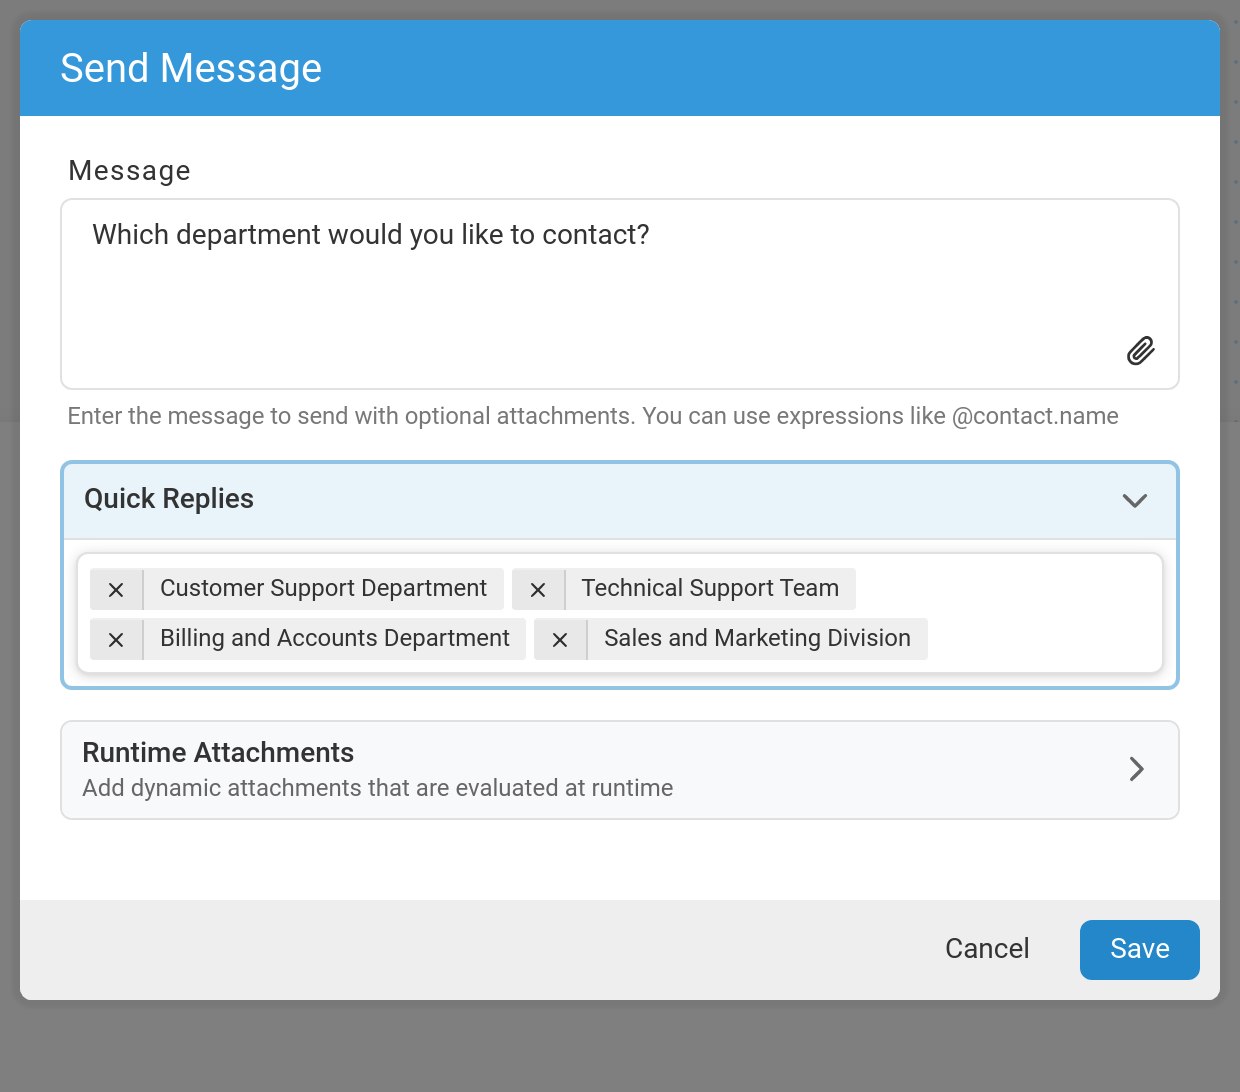 Send Message
Message
Which department would you like to contact?
Enter the message to send with optional attachments. You can use expressions like @contact.name
Quick Replies
Customer Support Department Technical Support Team
Billing and Accounts Department Sales and Marketing Division
Runtime Attachments
Add dynamic attachments that are evaluated at runtime
Cancel Save